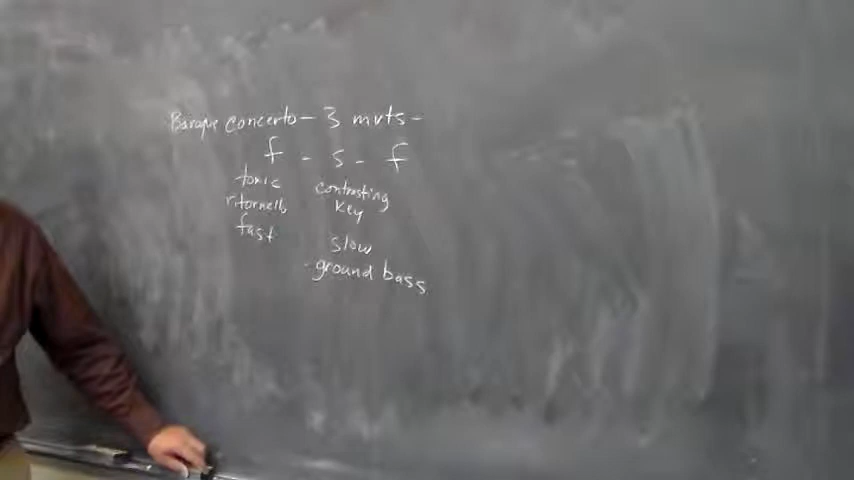 Baroque concerto - 3 mvts -
f - s - f
tonic
ritornello
fast
contrasting
key
slow
ground bass